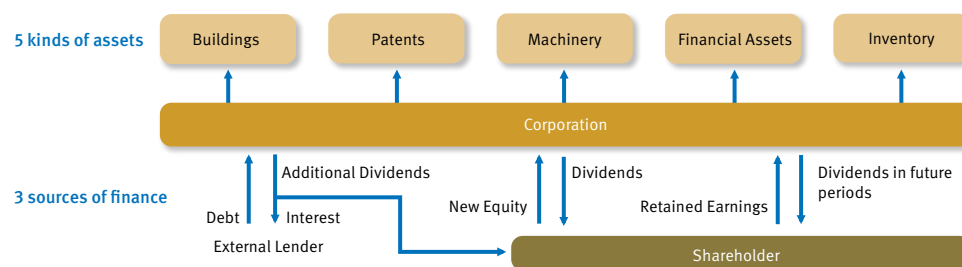 5 kinds of assets
Buildings
Patents
Machinery
Financial Assets
Inventory
Corporation
3 sources of finance
Additional Dividends
Debt
Interest
External Lender
Dividends
New Equity
Dividends in future
periods
Retained Earnings
Shareholder